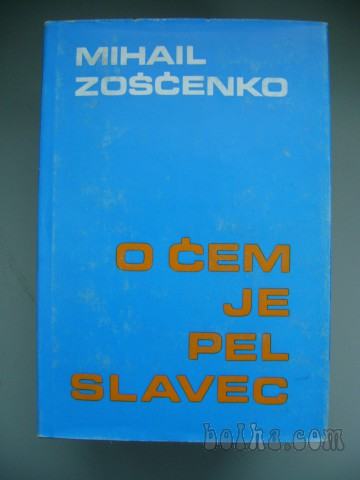 MIHAIL
ZOŠČENKO
O ČEM
JE
PEL
SLAVEC
bolha.com